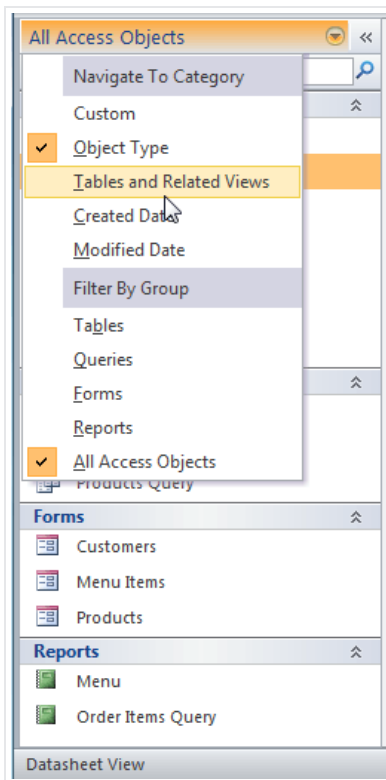 All Access Objects
Navigate To Category
Custom
Object Type
Tables and Related Views
Created Date
Modified Date
Filter By Group
Tables
Queries
Forms
Reports
All Access Objects
Products Query
Forms
Customers
Menu Items
Products
Reports
Menu
Order Items Query
Datasheet View